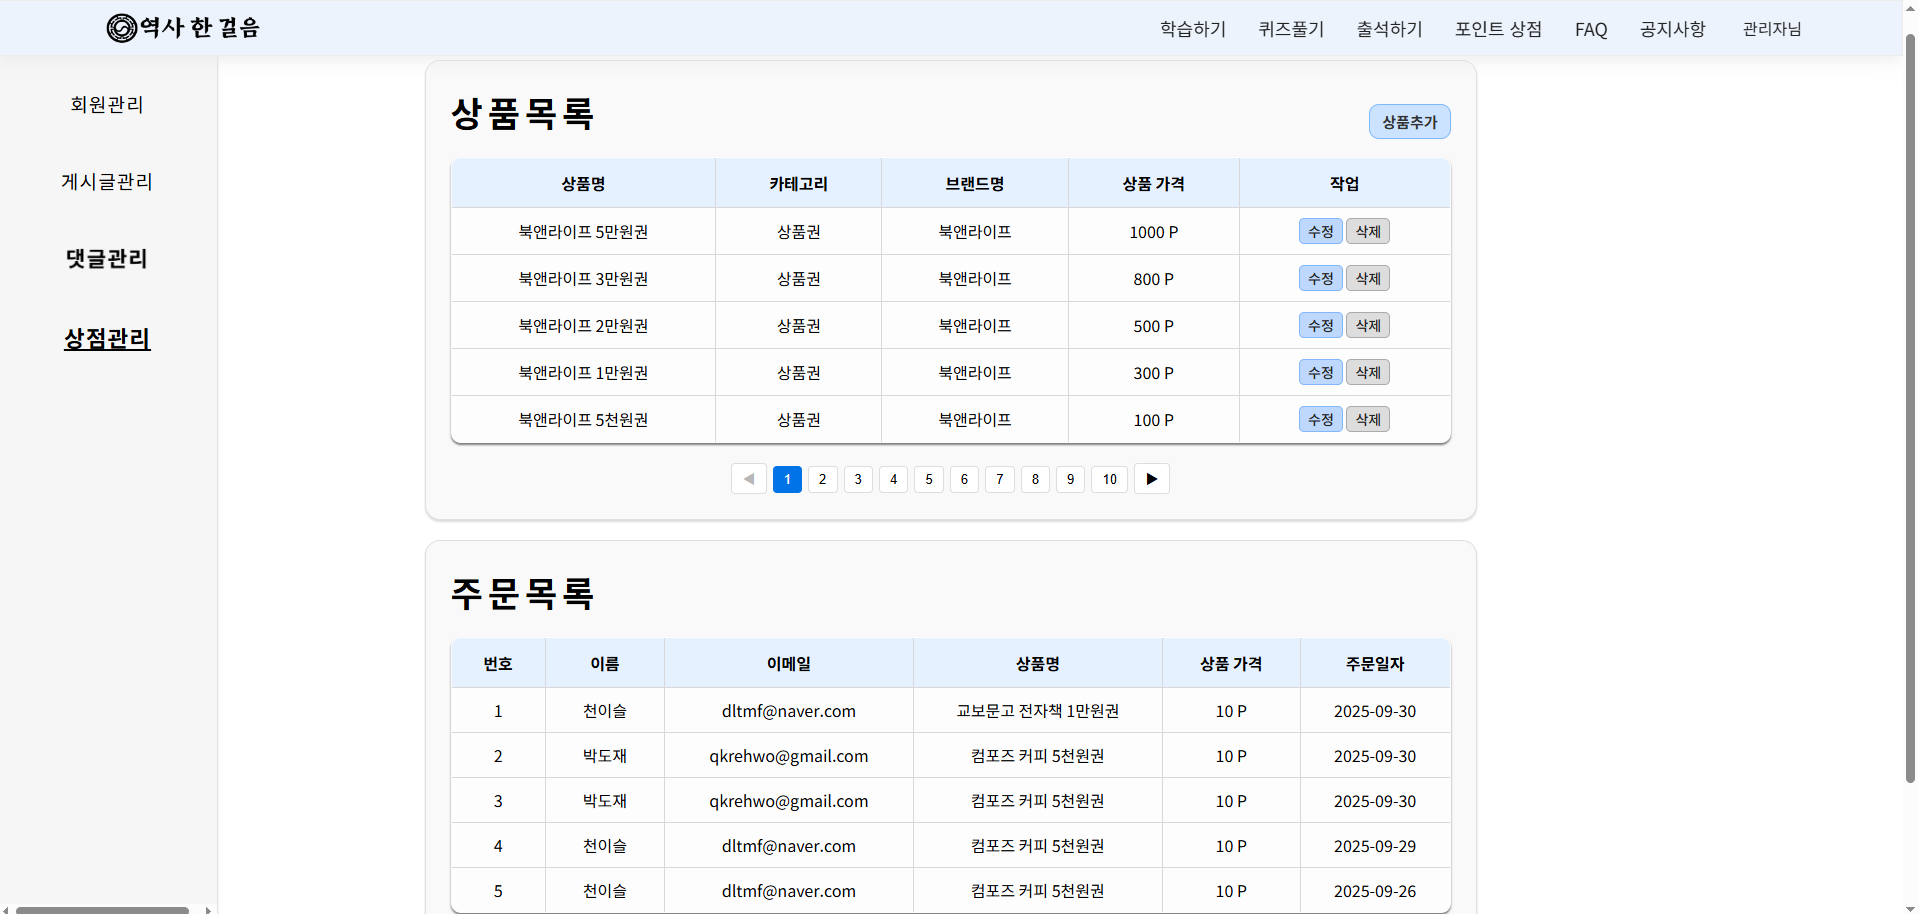 역사 한 걸음
학습하기 퀴즈풀기 출석하기 포인트 상점 FAQ 공지사항 관리자님
회원관리
게시글관리
댓글관리
상점관리
상품목록
상품추가
상품명 카테고리 브랜드명 상품 가격 작업
북앤라이프 5만원권 상품권 북앤라이프 1000 P 수정 삭제
북앤라이프 3만원권 상품권 북앤라이프 800 P 수정 삭제
북앤라이프 2만원권 상품권 북앤라이프 500 P 수정 삭제
북앤라이프 1만원권 상품권 북앤라이프 300 P 수정 삭제
북앤라이프 5천원권 상품권 북앤라이프 100 P 수정 삭제
◀ 1 2 3 4 5 6 7 8 9 10 ▶
주문목록
번호 이름 이메일 상품명 상품 가격 주문일자
1 천이슬 dltmf@naver.com 교보문고 전자책 1만원권 10 P 2025-09-30
2 박도재 qkrehwo@gmail.com 컴포즈 커피 5천원권 10 P 2025-09-30
3 박도재 qkrehwo@gmail.com 컴포즈 커피 5천원권 10 P 2025-09-30
4 천이슬 dltmf@naver.com 컴포즈 커피 5천원권 10 P 2025-09-29
5 천이슬 dltmf@naver.com 컴포즈 커피 5천원권 10 P 2025-09-26